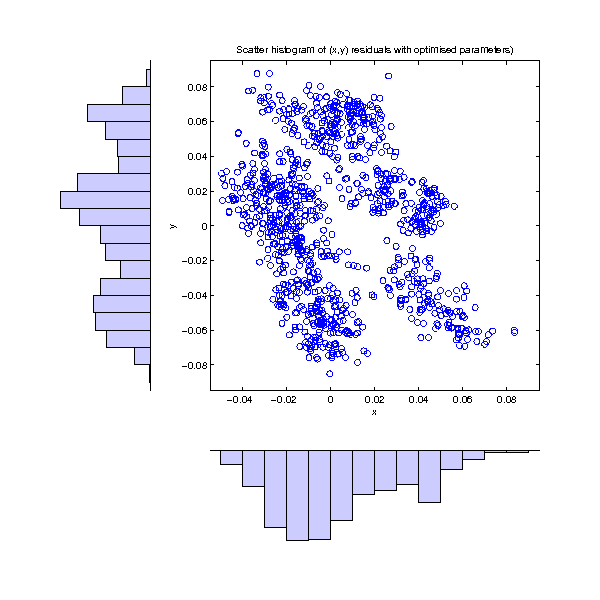 Scatter histogram of (x,y) residuals with optimised parameters)
0.08
0.06
0.04
0.02
0
−0.02
−0.04
−0.06
−0.08
y
−0.04 −0.02 0 0.02 0.04 0.06 0.08
x